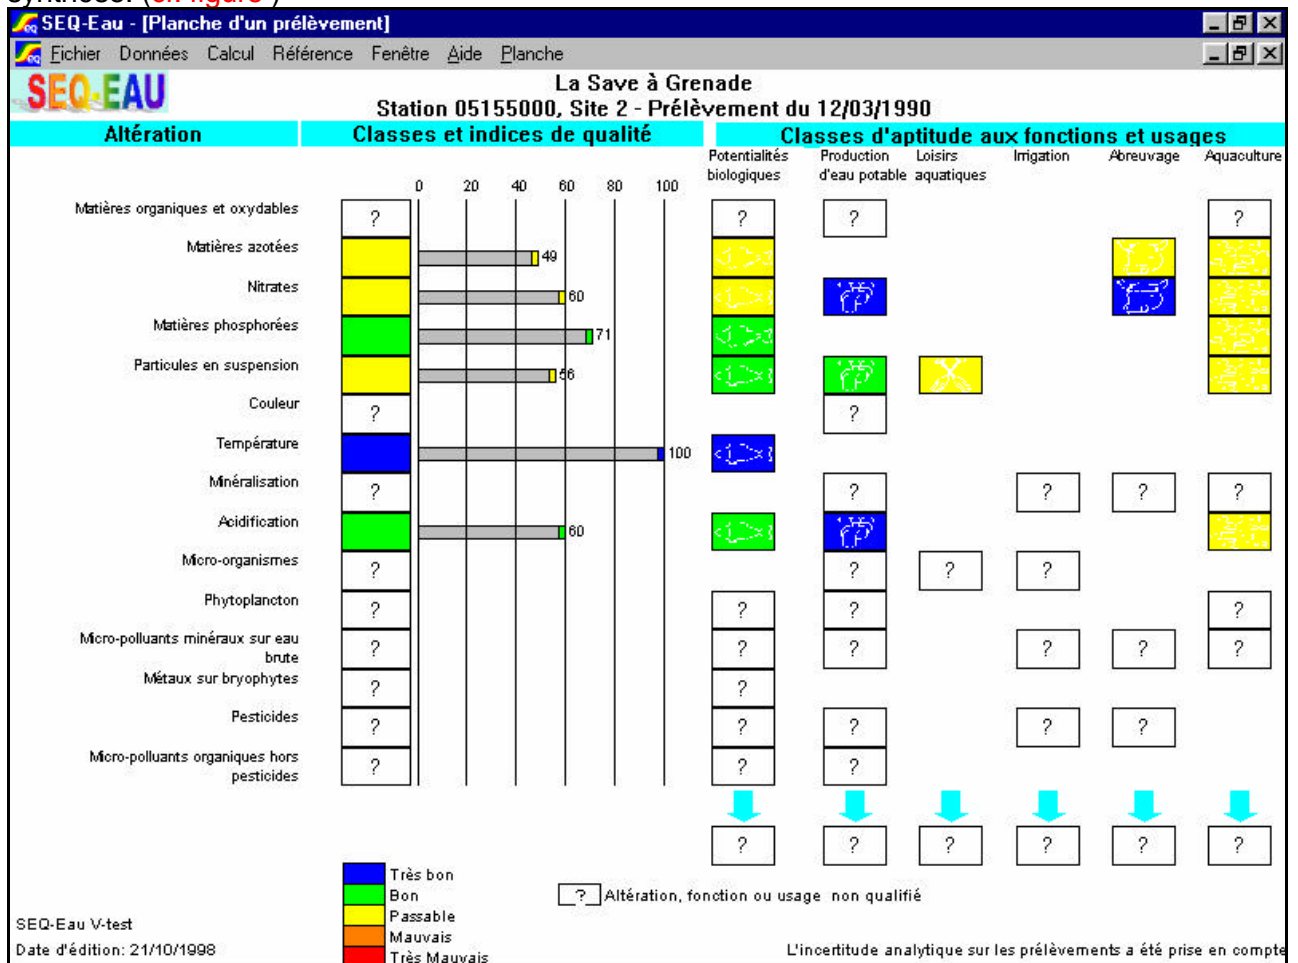 synthèse. (cf. figure )
SEQ-Eau - [Planche d'un prélèvement]
Fichier Données Calcul Référence Fenêtre Aide Planche
SEQ-EAU
La Save à Grenade
Station 05155000, Site 2 - Prélèvement du 12/03/1990
Altération Classes et indices de qualité Classes d'aptitude aux fonctions et usages
Potentialités biologiques
Production d'eau potable
Loisirs aquatiques
Irrigation
Abreuvage
Aquaculture
0 20 40 60 80 100
Matières organiques et oxydables ? ? ? ?
Matières azotées 49
Nitrates 60
Matières phosphorées 71
Particules en suspension 56
Couleur ? ?
Température 100
Minéralisation ? ? ? ? ?
Acidification 60
Micro-organismes ? ? ? ?
Phytoplancton ? ? ? ?
Micro-polluants minéraux sur eau
brute ? ? ? ? ? ?
Métaux sur bryophytes ? ?
Pesticides ? ? ? ? ?
Micro-polluants organiques hors
pesticides ? ? ?
? ? ? ? ? ?
Très bon
Bon
Passable
Mauvais
Très Mauvais
? Altération, fonction ou usage non qualifié
SEQ-Eau V-test
Date d'édition: 21/10/1998
L'incertitude analytique sur les prélèvements a été prise en compte